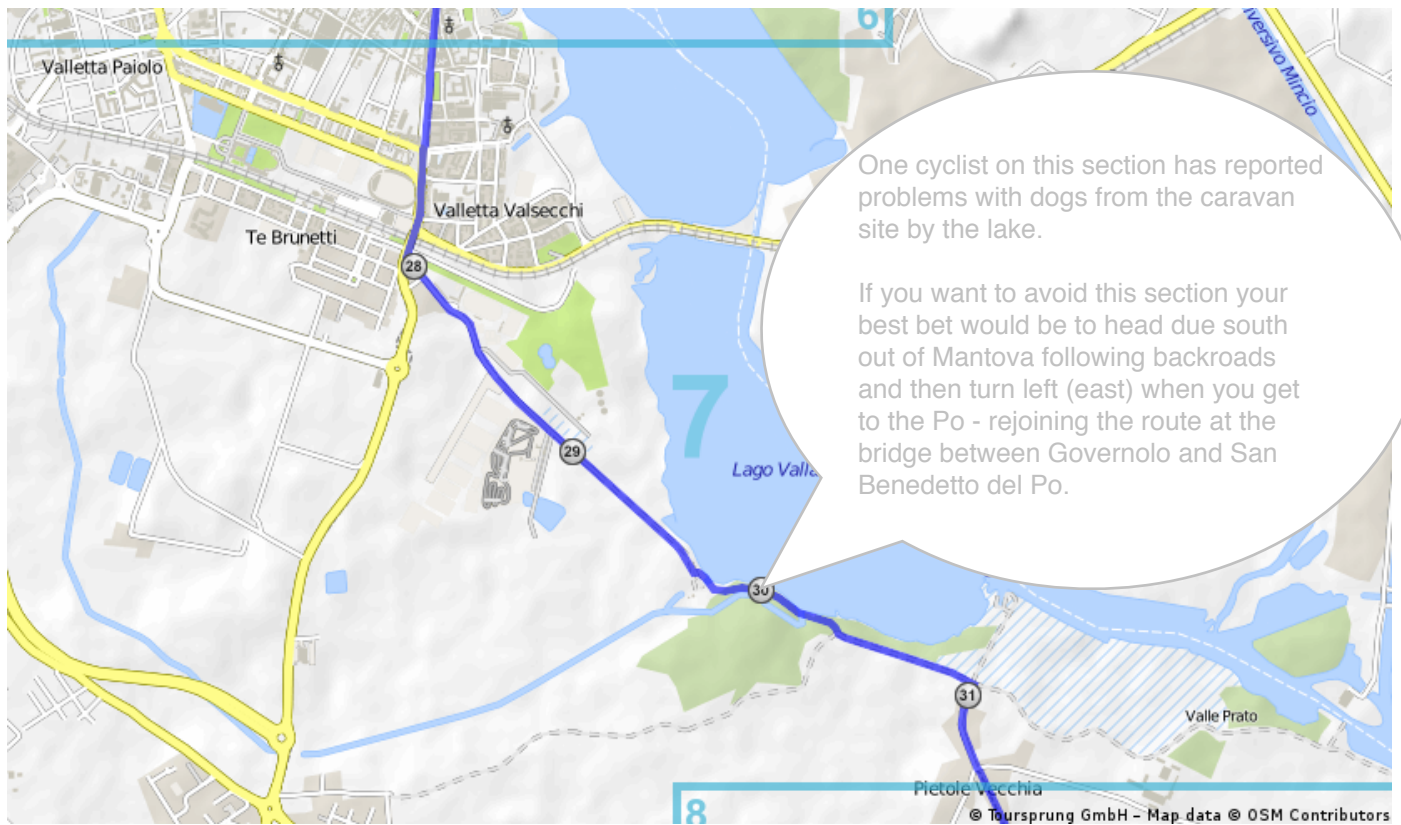 6
Valletta Paiolo
iversivo Mincio
One cyclist on this section has reported
problems with dogs from the caravan
site by the lake.
If you want to avoid this section your
best bet would be to head due south
out of Mantova following backroads
and then turn left (east) when you get
to the Po - rejoining the route at the
bridge between Governolo and San
Benedetto del Po.
Valletta Valsecchi
Te Brunetti
28
7
29
Lago Valla
30
31
Valle Prato
Pietole Vecchia
8
© Toursprung GmbH – Map data © OSM Contributors